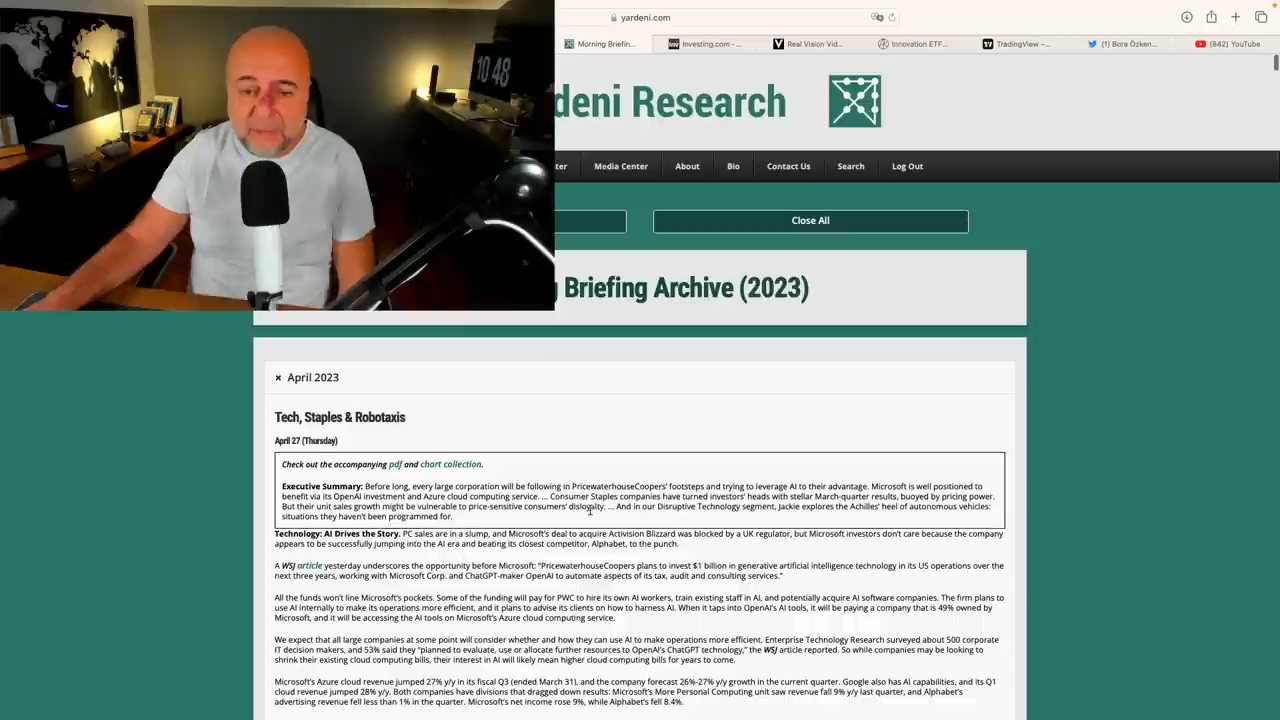 yardeni.com
Morning Briefin...
Investing.com -...
Real Vision Vid...
Innovation ETF...
TradingView –...
(1) Bora Özken...
(842) YouTube
10 48
deni Research
ter
Media Center
About
Bio
Contact Us
Search
Log Out
Close All
Briefing Archive (2023)
✖ April 2023
Tech, Staples & Robotaxis
April 27 (Thursday)
Check out the accompanying pdf and chart collection.
Executive Summary: Before long, every large corporation will be following in PricewaterhouseCoopers' footsteps and trying to leverage AI to their advantage. Microsoft is well positioned to
benefit via its OpenAI investment and Azure cloud computing service. ... Consumer Staples companies have turned investors' heads with stellar March-quarter results, buoyed by pricing power.
But their unit sales growth might be vulnerable to price-sensitive consumers' disloyalty. ... And in our Disruptive Technology segment, Jackie explores the Achilles' heel of autonomous vehicles:
situations they haven't been programmed for.
Technology: AI Drives the Story. PC sales are in a slump, and Microsoft's deal to acquire Activision Blizzard was blocked by a UK regulator, but Microsoft investors don't care because the company
appears to be successfully jumping into the AI era and beating its closest competitor, Alphabet, to the punch.
A WSJ article yesterday underscores the opportunity before Microsoft: "PricewaterhouseCoopers plans to invest $1 billion in generative artificial intelligence technology in its US operations over the
next three years, working with Microsoft Corp. and ChatGPT-maker OpenAI to automate aspects of its tax, audit and consulting services."
All the funds won't line Microsoft's pockets. Some of the funding will pay for PWC to hire its own AI workers, train existing staff in AI, and potentially acquire AI software companies. The firm plans to
use AI internally to make its operations more efficient, and it plans to advise its clients on how to harness AI. When it taps into OpenAI's AI tools, it will be paying a company that is 49% owned by
Microsoft, and it will be accessing the AI tools on Microsoft's Azure cloud computing service.
We expect that all large companies at some point will consider whether and how they can use AI to make operations more efficient. Enterprise Technology Research surveyed about 500 corporate
IT decision makers, and 53% said they "planned to evaluate, use or allocate further resources to OpenAI's ChatGPT technology," the WSJ article reported. So while companies may be looking to
shrink their existing cloud computing bills, their interest in AI will likely mean higher cloud computing bills for years to come.
Microsoft's Azure cloud revenue jumped 27% y/y in its fiscal Q3 (ended March 31), and the company forecast 26%-27% y/y growth in the current quarter. Google also has AI capabilities, and its Q1
cloud revenue jumped 28% y/y. Both companies have divisions that dragged down results: Microsoft's More Personal Computing unit saw revenue fall 9% y/y last quarter, and Alphabet's
advertising revenue fell less than 1% in the quarter. Microsoft's net income rose 9%, while Alphabet's fell 8.4%.